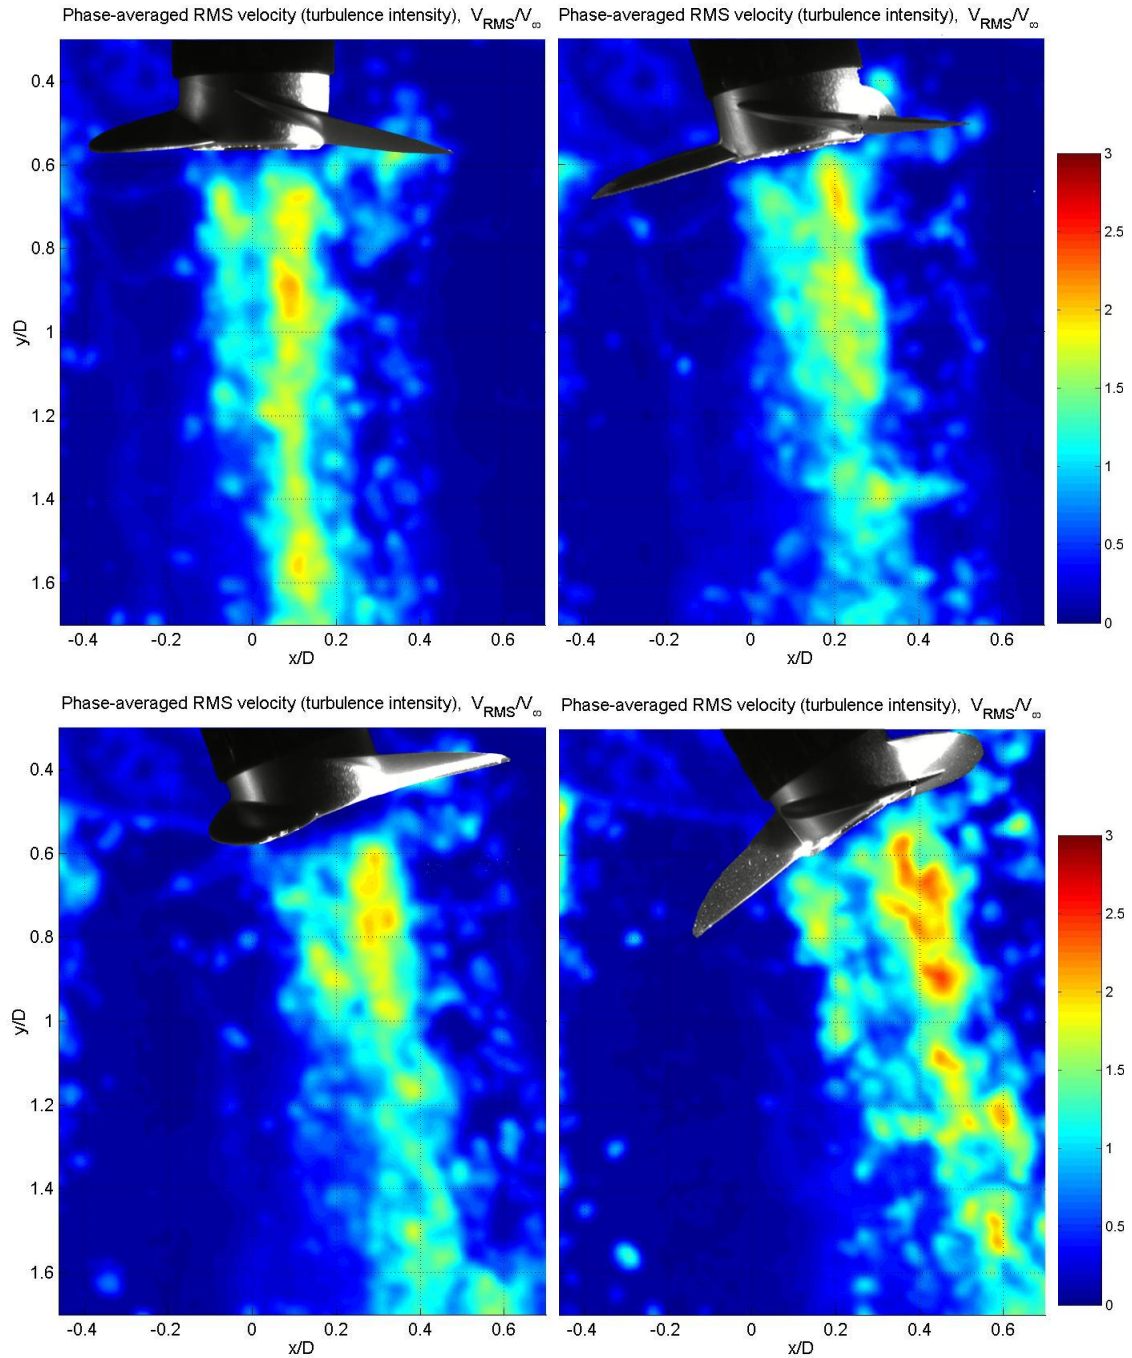 Phase-averaged RMS velocity (turbulence intensity), V_RMS/V_∞
Phase-averaged RMS velocity (turbulence intensity), V_RMS/V_∞
0.4
0.6
0.8
1
1.2
1.4
1.6
y/D
-0.4 -0.2 0 0.2 0.4 0.6
x/D
-0.4 -0.2 0 0.2 0.4 0.6
x/D
3
2.5
2
1.5
1
0.5
0
Phase-averaged RMS velocity (turbulence intensity), V_RMS/V_∞
Phase-averaged RMS velocity (turbulence intensity), V_RMS/V_∞
0.4
0.6
0.8
1
1.2
1.4
1.6
y/D
-0.4 -0.2 0 0.2 0.4 0.6
x/D
-0.4 -0.2 0 0.2 0.4 0.6
x/D
3
2.5
2
1.5
1
0.5
0